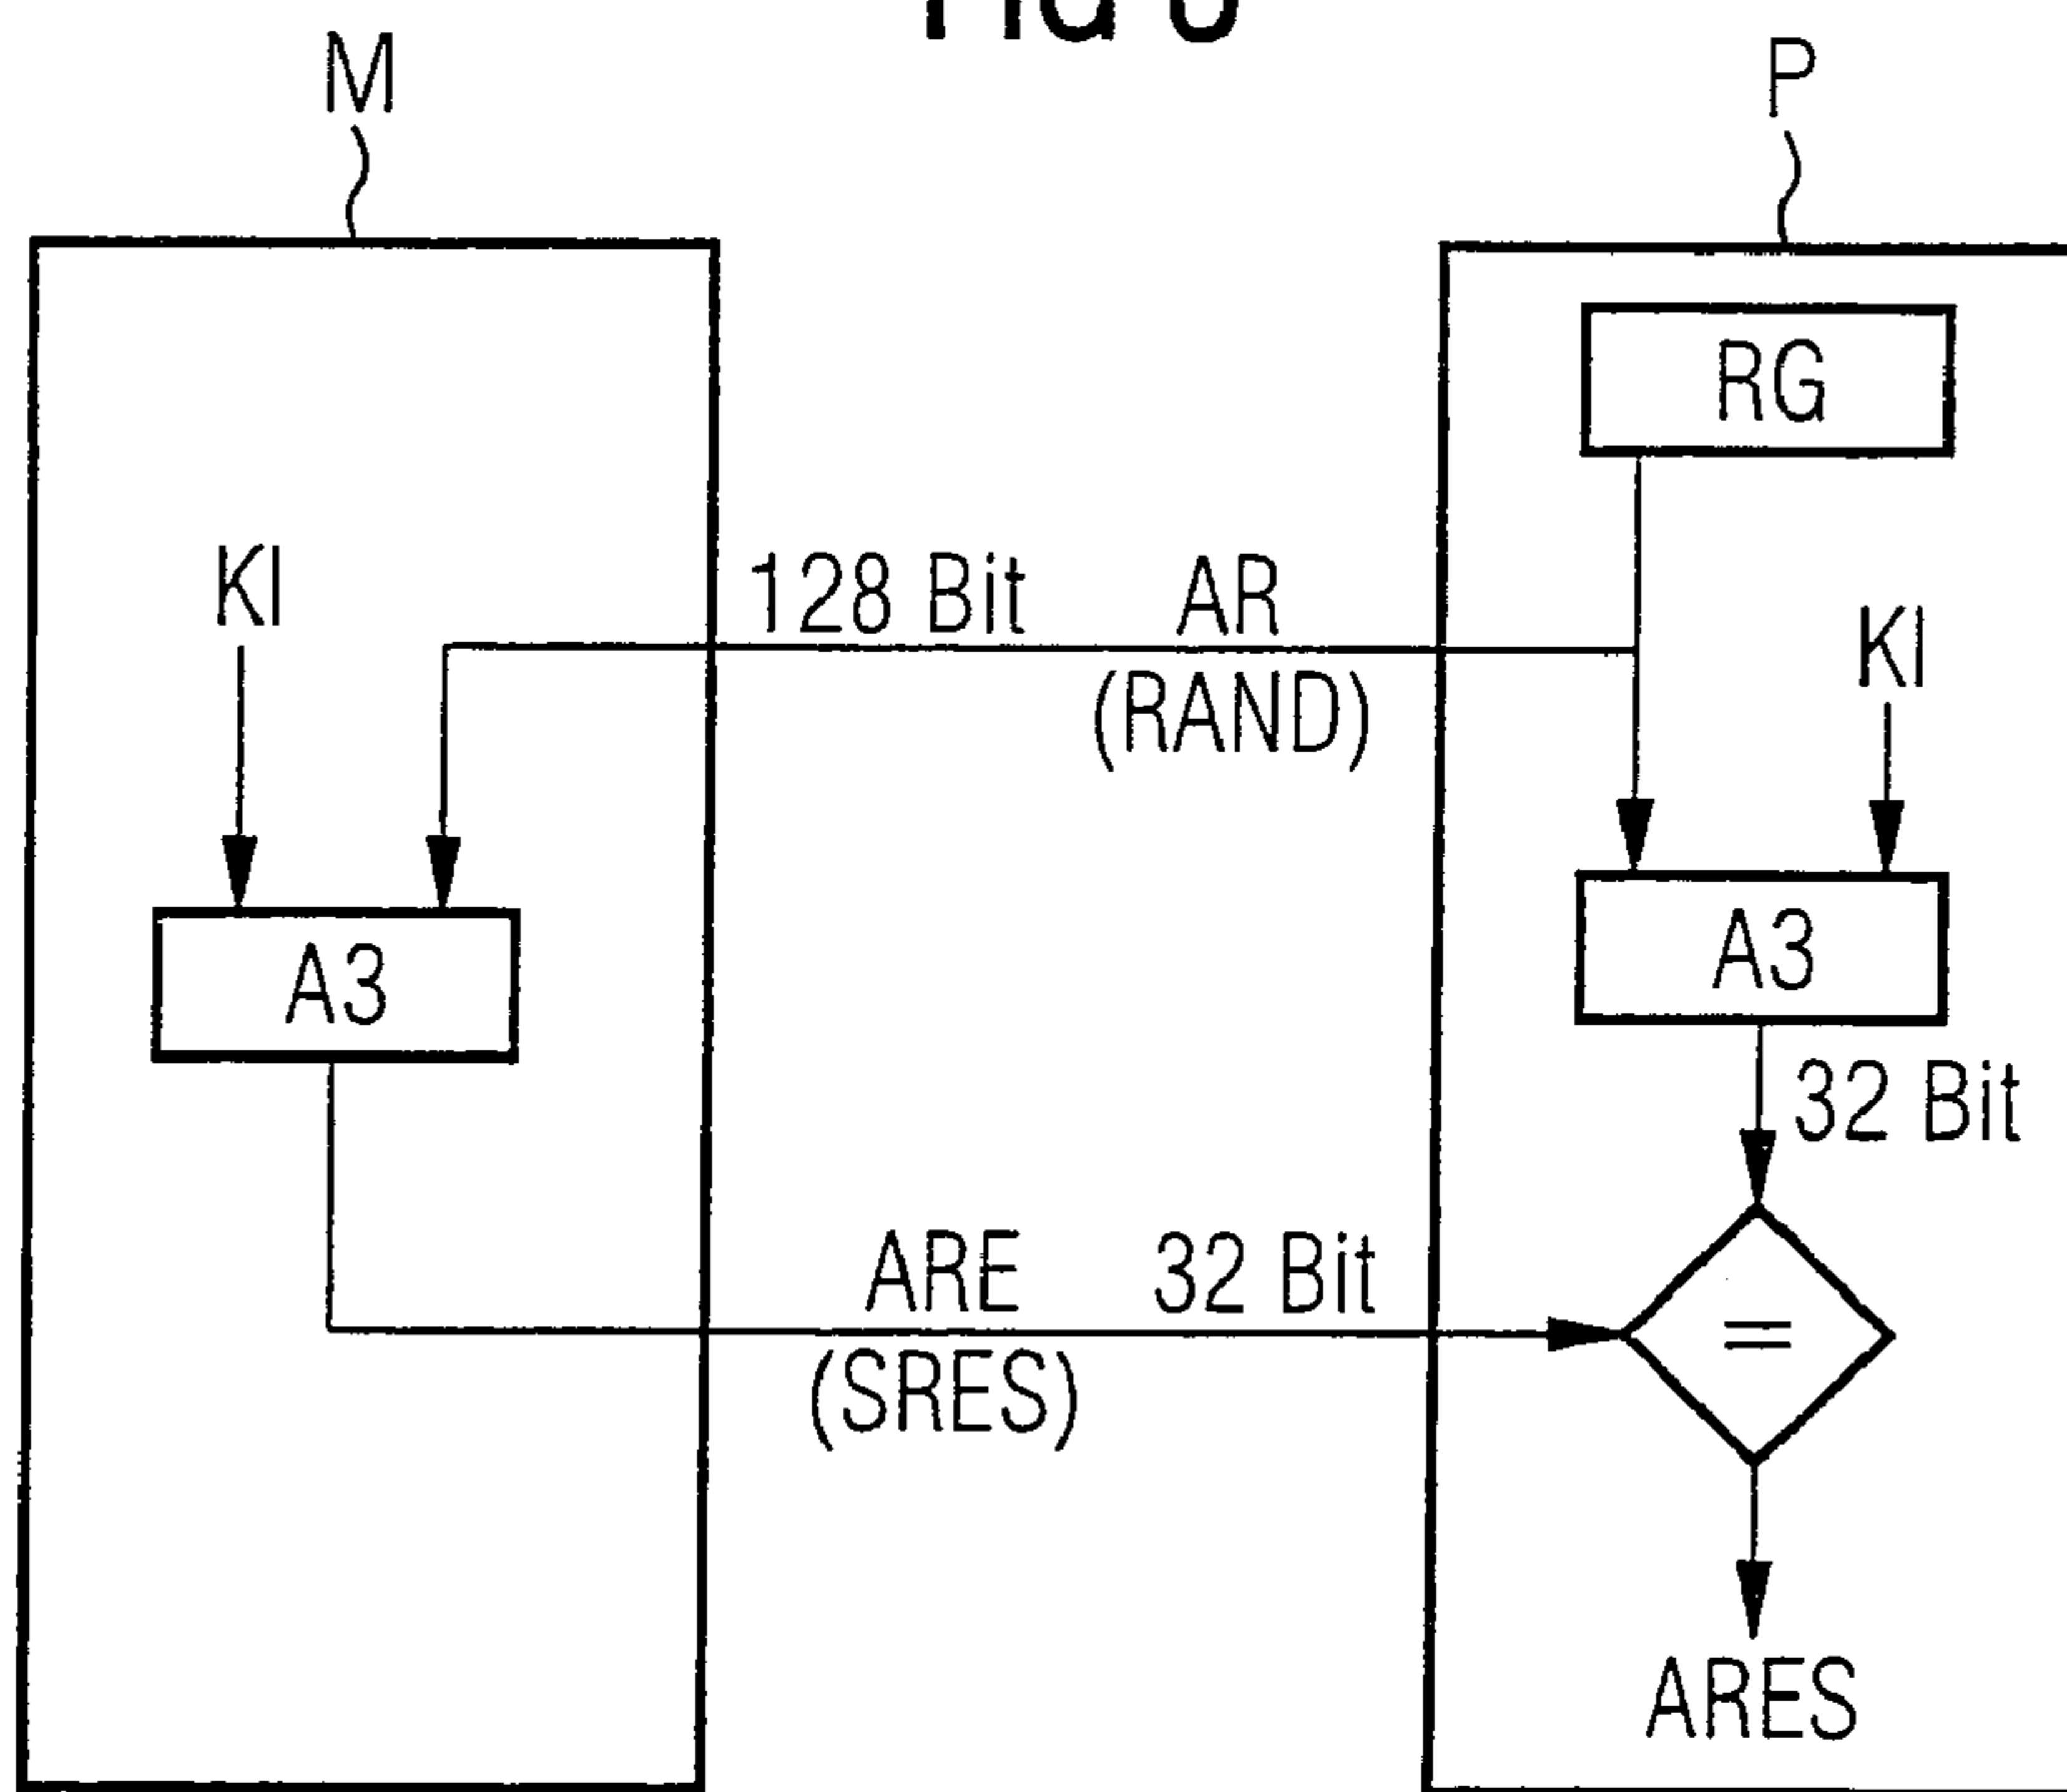 M
P
RG
KI
128 Bit
AR
(RAND)
KI
A3
A3
32 Bit
ARE
32 Bit
(SRES)
=
ARES